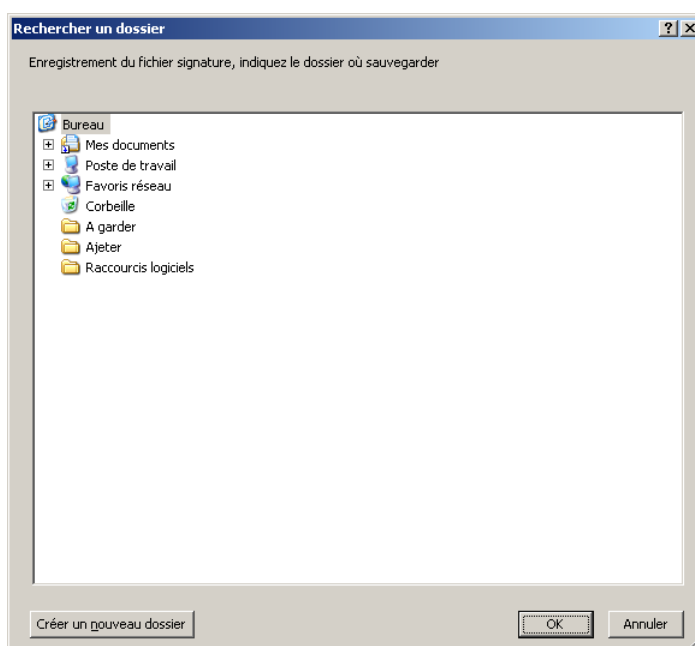 Rechercher un dossier
Enregistrement du fichier signature, indiquez le dossier où sauvegarder
Bureau
Mes documents
Poste de travail
Favoris réseau
Corbeille
A garder
Ajeter
Raccourcis logiciels
Créer un nouveau dossier
OK
Annuler